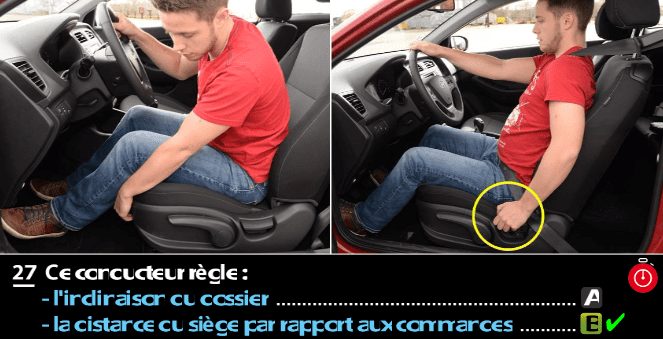 27 Ce conducteur règle :
- l'inclinaison du dossier ........................................................................ A
- la distance du siège par rapport aux commandes ........... B